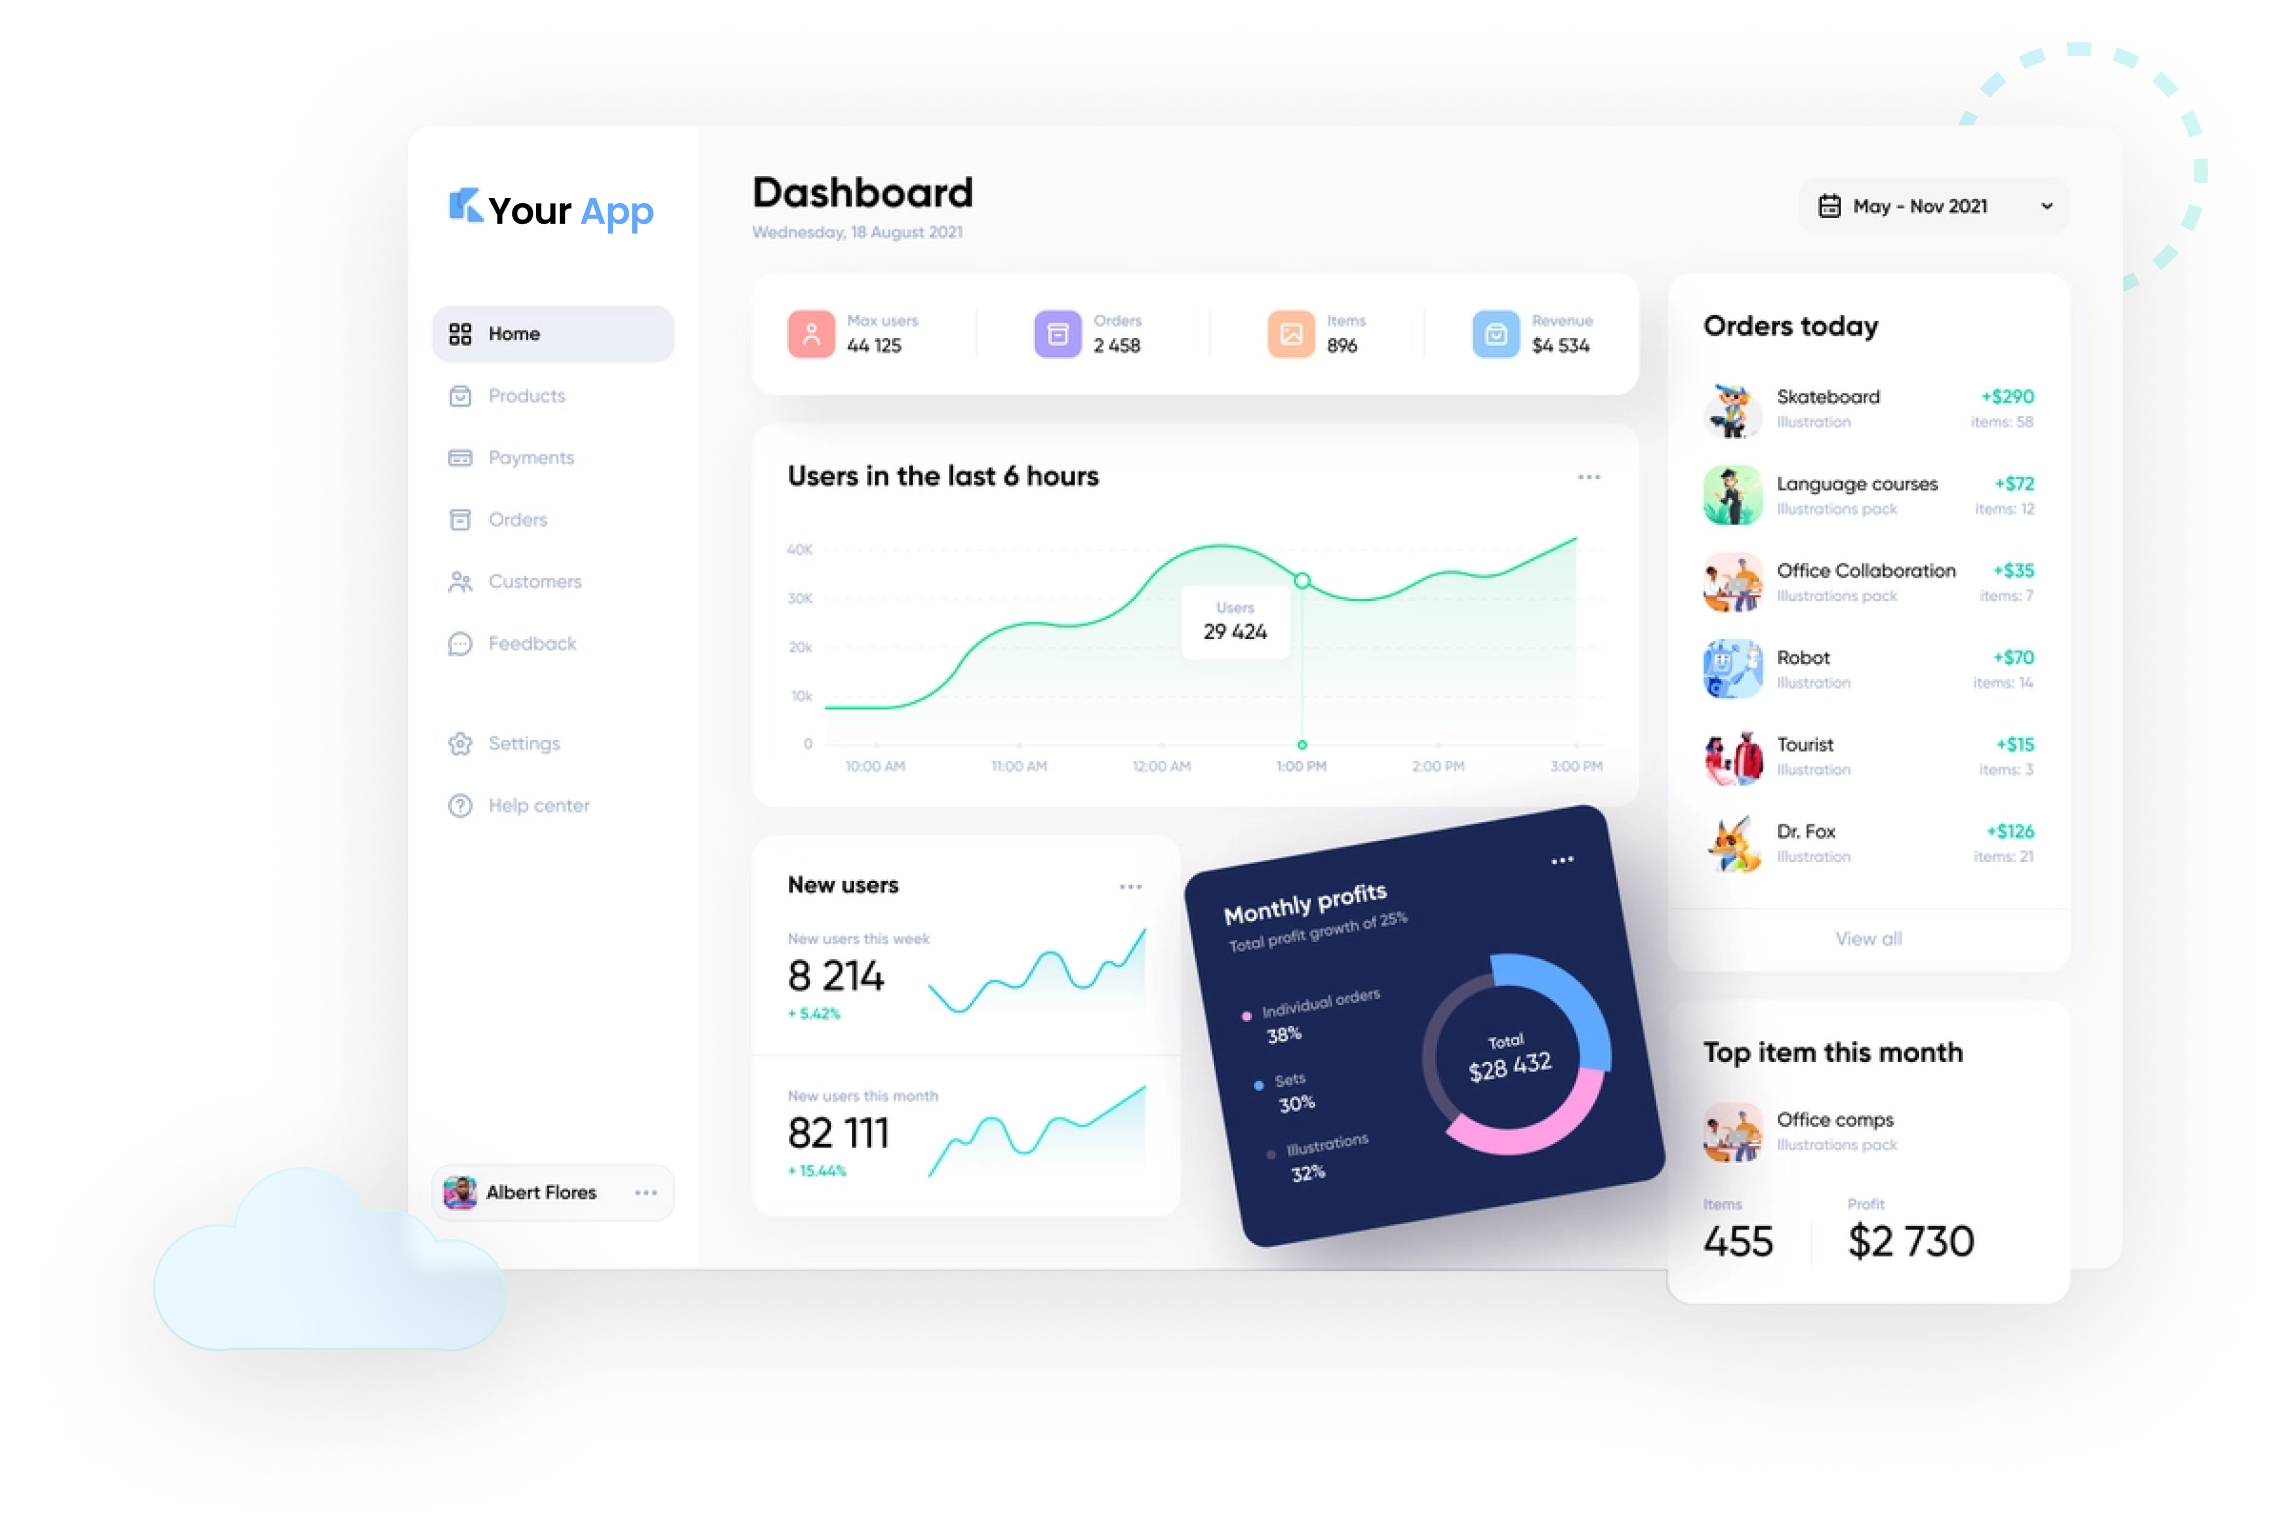 Your App
Home
Products
Payments
Orders
Customers
Feedback
Settings
Help center
Albert Flores
Dashboard
Wednesday, 18 August 2021
May - Nov 2021
Max users
44 125
Orders
2 458
Items
896
Revenue
$4 534
Users in the last 6 hours
40K
30K
20k
10k
0
Users
29 424
10:00 AM
11:00 AM
12:00 AM
1:00 PM
2:00 PM
3:00 PM
New users
New users this week
8 214
+ 5.42%
New users this month
82 111
+ 15.44%
Monthly profits
Total profit growth of 25%
Individual orders
38%
Sets
30%
Illustrations
32%
Total
$28 432
Orders today
Skateboard
+$290
Illustration
items: 58
Language courses
+$72
Illustrations pack
items: 12
Office Collaboration
+$35
Illustrations pack
items: 7
Robot
+$70
Illustration
items: 14
Tourist
+$15
Illustration
items: 3
Dr. Fox
+$126
Illustration
items: 21
View all
Top item this month
Office comps
Illustrations pack
Items
455
Profit
$2 730